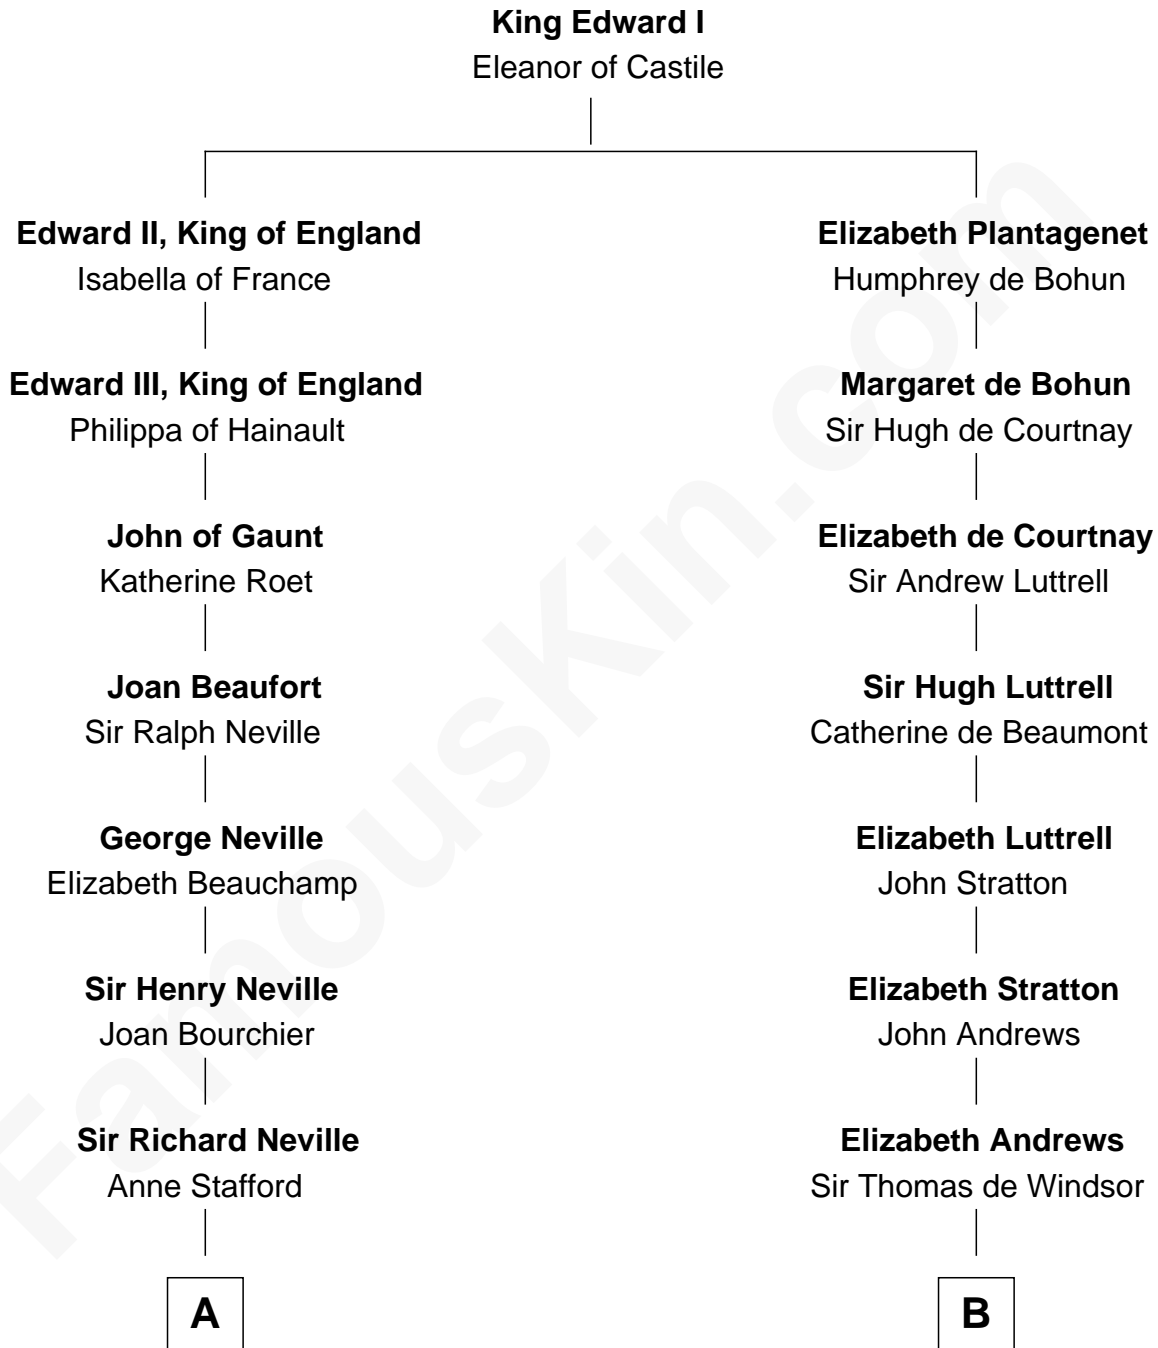 King Edward I
Eleanor of Castile
Edward II, King of England
Isabella of France
Elizabeth Plantagenet
Humphrey de Bohun
Edward III, King of England
Philippa of Hainault
Margaret de Bohun
Sir Hugh de Courtnay
John of Gaunt
Katherine Roet
Elizabeth de Courtnay
Sir Andrew Luttrell
Joan Beaufort
Sir Ralph Neville
Sir Hugh Luttrell
Catherine de Beaumont
George Neville
Elizabeth Beauchamp
Elizabeth Luttrell
John Stratton
Sir Henry Neville
Joan Bourchier
Elizabeth Stratton
John Andrews
Sir Richard Neville
Anne Stafford
Elizabeth Andrews
Sir Thomas de Windsor
A
B
FamousKin.com